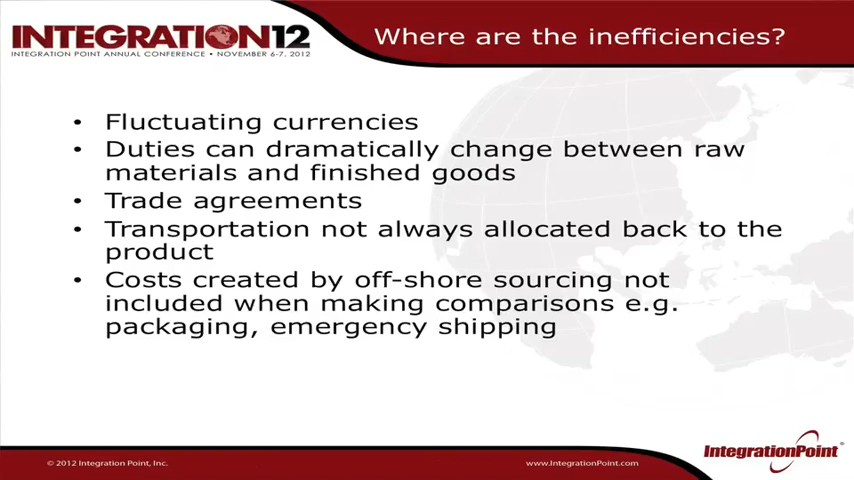 INTEGRATION12
INTEGRATION POINT ANNUAL CONFERENCE • NOVEMBER 6-7, 2012
Where are the inefficiencies?
• Fluctuating currencies
• Duties can dramatically change between raw
materials and finished goods
• Trade agreements
• Transportation not always allocated back to the
product
• Costs created by off-shore sourcing not
included when making comparisons e.g.
packaging, emergency shipping
© 2012 Integration Point, Inc.
www.IntegrationPoint.com
IntegrationPoint®